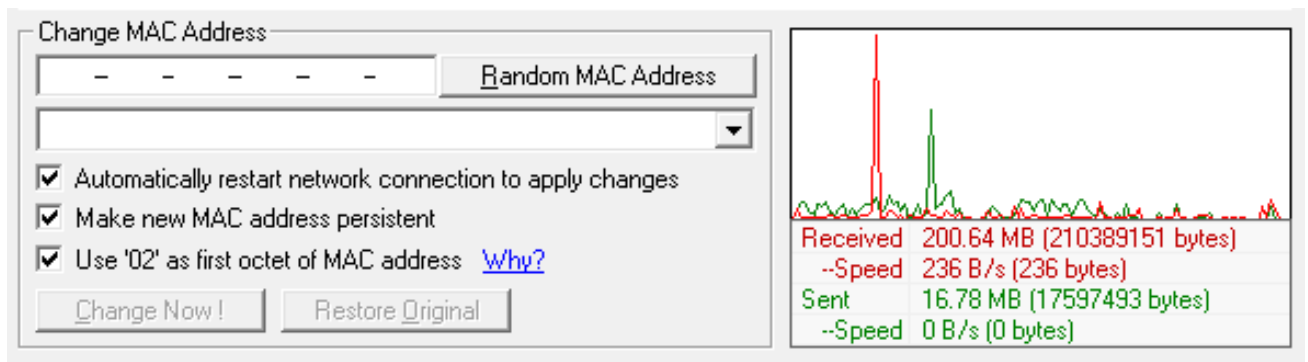 Change MAC Address
- - - - - Random MAC Address
Automatically restart network connection to apply changes
Make new MAC address persistent
Use '02' as first octet of MAC address Why?
Change Now ! Restore Original
Received 200.64 MB (210389151 bytes)
--Speed 236 B/s (236 bytes)
Sent 16.78 MB (17597493 bytes)
--Speed 0 B/s (0 bytes)